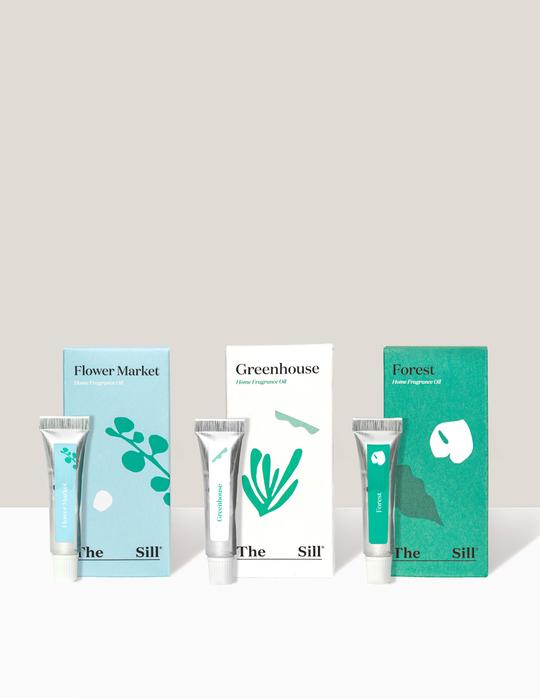 Flower Market
Home Fragrance Oil
Flower Market
The Sill
Greenhouse
Home Fragrance Oil
Greenhouse
The Sill
Forest
Home Fragrance Oil
Forest
The Sill